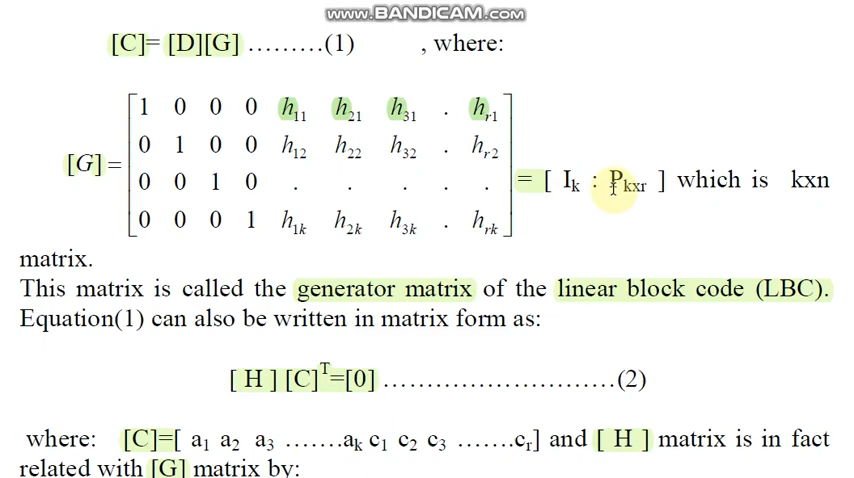 www.BANDICAM.com
[C]= [D][G] ………(1) , where:
[G]= [ 1 0 0 0 h11 h21 h31 . hr1
0 1 0 0 h12 h22 h32 . hr2
0 0 1 0 . . . . .
0 0 0 1 h1k h2k h3k . hrk ] = [ Ik : Pkxr ] which is kxn
matrix.
This matrix is called the generator matrix of the linear block code (LBC).
Equation(1) can also be written in matrix form as:
[ H ] [C]T=[0] ………………………(2)
where: [C]=[ a1 a2 a3 …….ak c1 c2 c3 …….cr] and [ H ] matrix is in fact
related with [G] matrix by: